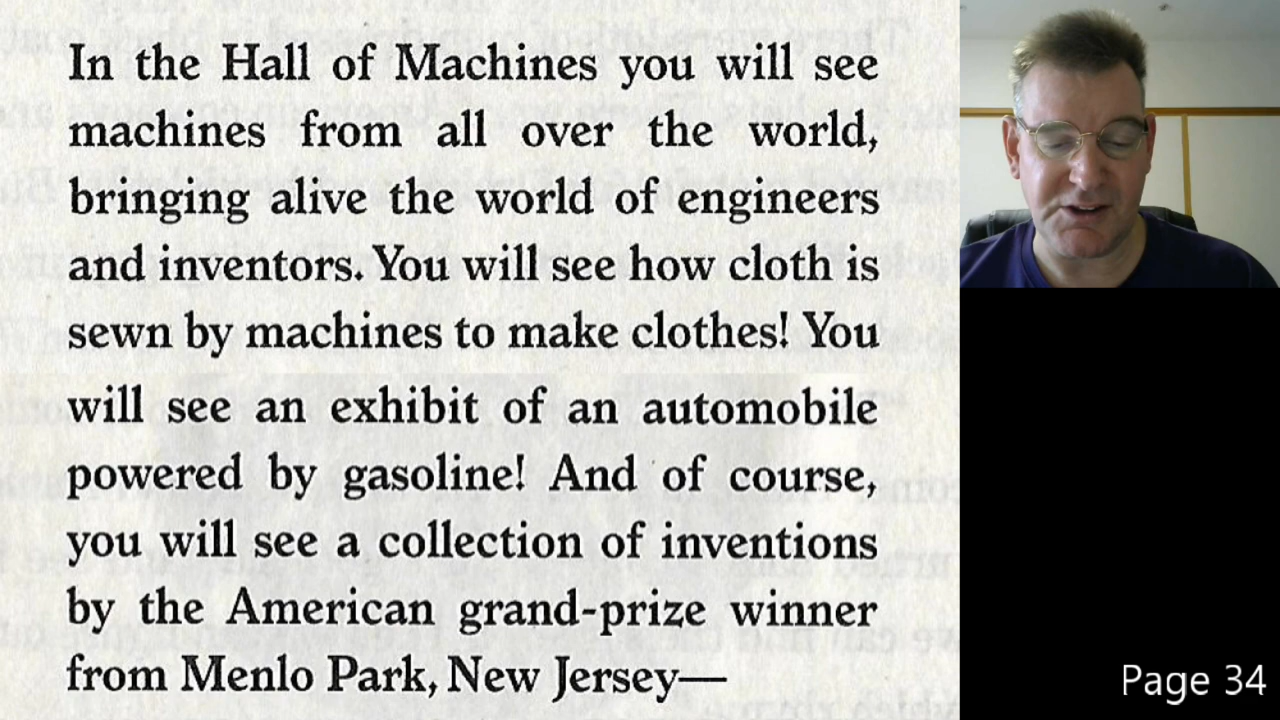 In the Hall of Machines you will see
machines from all over the world,
bringing alive the world of engineers
and inventors. You will see how cloth is
sewn by machines to make clothes! You
will see an exhibit of an automobile
powered by gasoline! And of course,
you will see a collection of inventions
by the American grand-prize winner
from Menlo Park, New Jersey—
Page 34